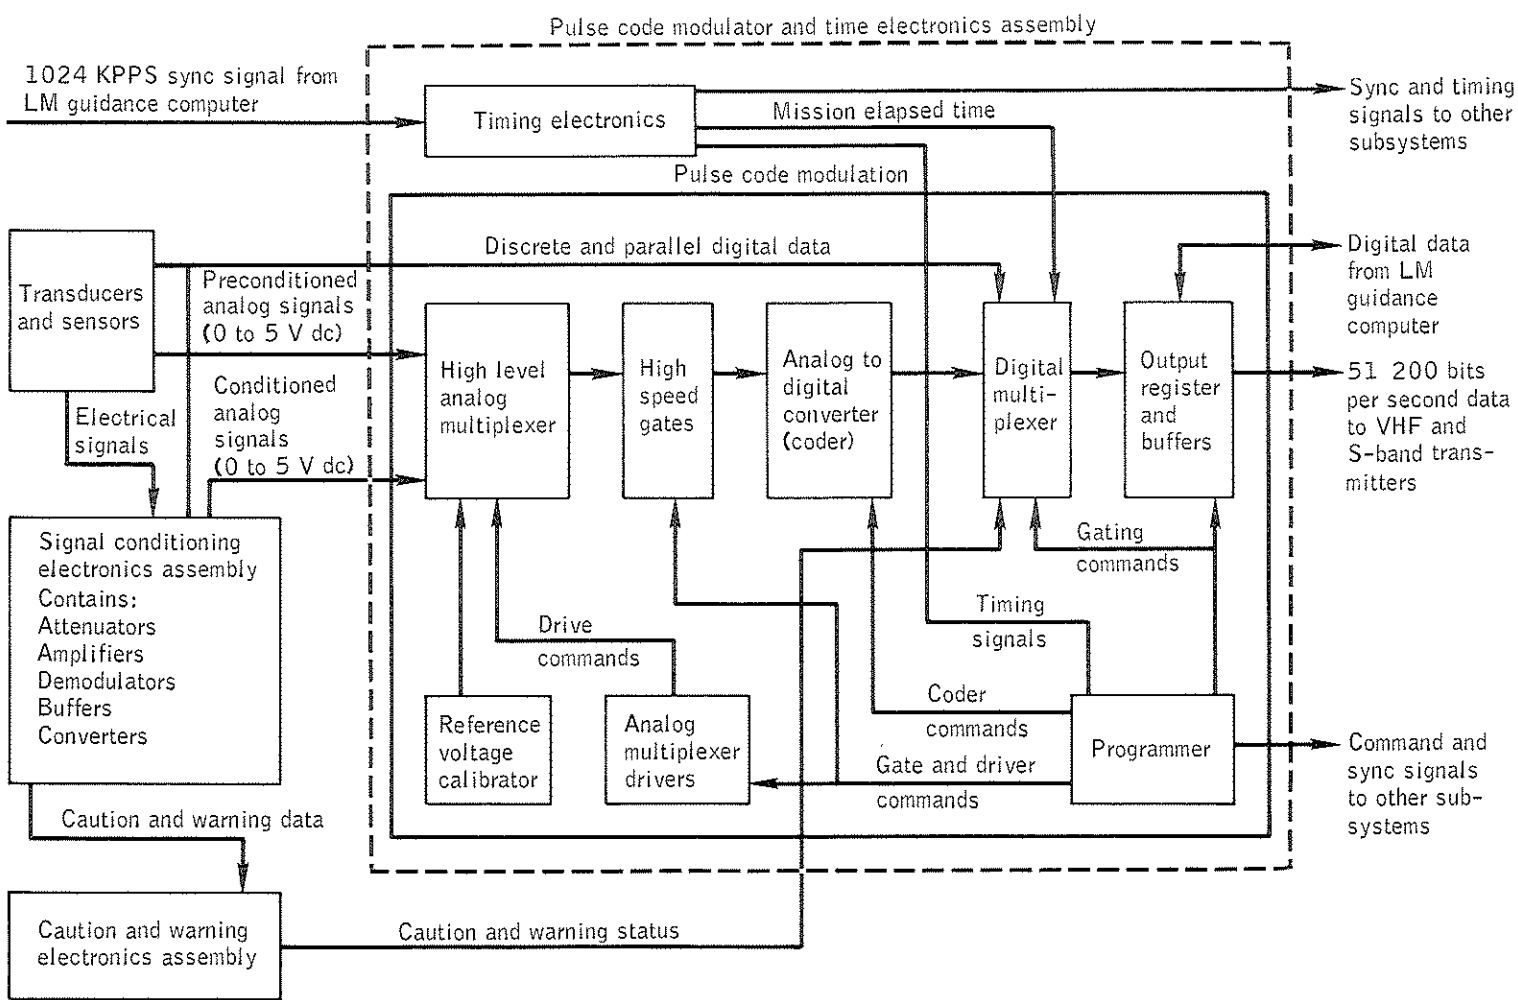 Pulse code modulator and time electronics assembly
1024 KPPS sync signal from
LM guidance computer
Timing electronics
Mission elapsed time
Sync and timing
signals to other
subsystems
Pulse code modulation
Transducers
and sensors
Discrete and parallel digital data
Preconditioned
analog signals
(0 to 5 V dc)
Digital data
from LM
guidance
computer
High level
analog
multiplexer
High
speed
gates
Analog to
digital
converter
(coder)
Digital
multi-
plexer
Output
register
and
buffers
51 200 bits
per second data
to VHF and
S-band trans-
mitters
Electrical
signals
Conditioned
analog
signals
(0 to 5 V dc)
Signal conditioning
electronics assembly
Contains:
Attenuators
Amplifiers
Demodulators
Buffers
Converters
Gating
commands
Timing
signals
Drive
commands
Coder
commands
Reference
voltage
calibrator
Analog
multiplexer
drivers
Gate and driver
commands
Programmer
Command and
sync signals
to other sub-
systems
Caution and warning data
Caution and warning
electronics assembly
Caution and warning status